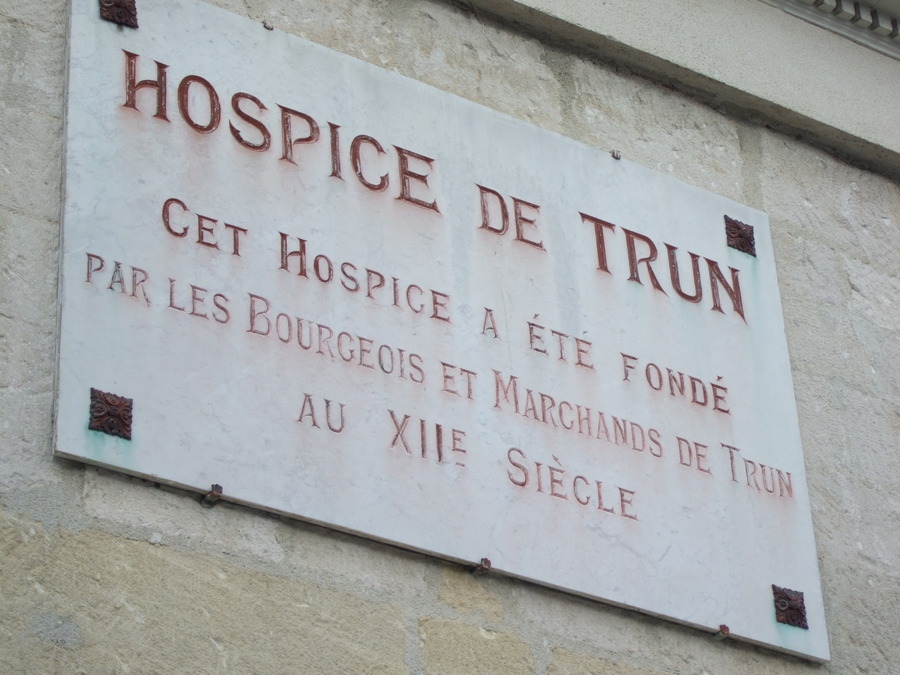 HOSPICE DE TRUN
CET HOSPICE A ÉTÉ FONDÉ
PAR LES BOURGEOIS ET MARCHANDS DE TRUN
AU XIIE SIÈCLE